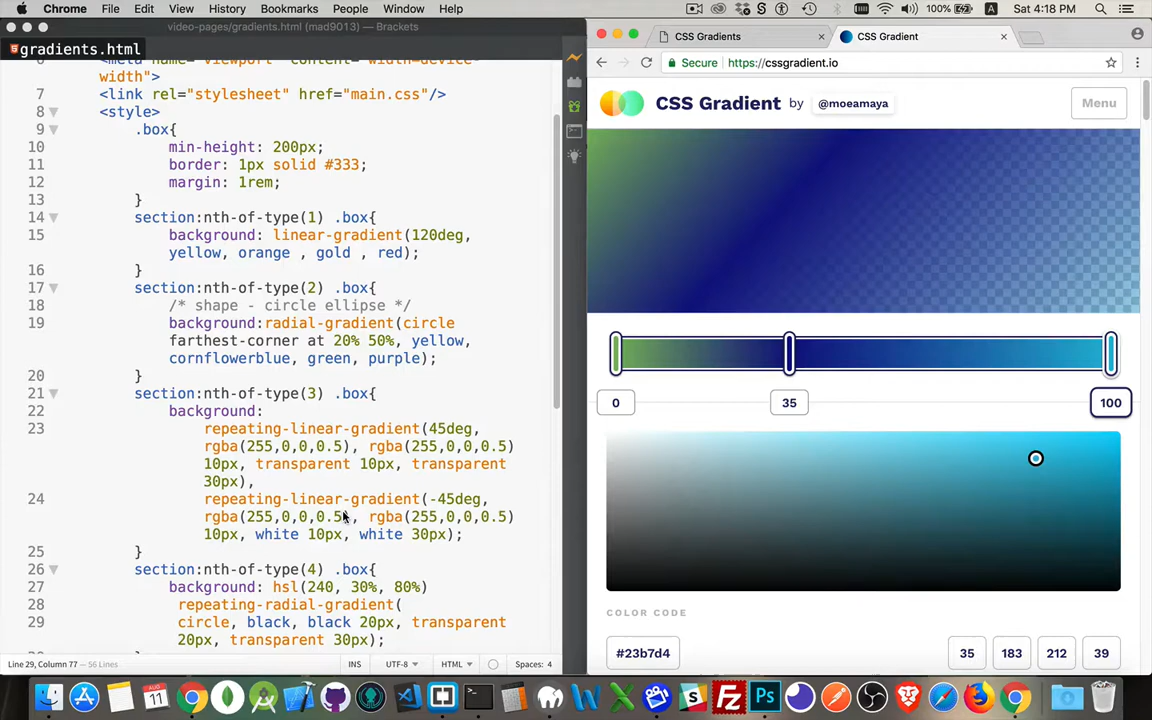 Chrome File Edit View History Bookmarks People Window Help 100% Sat 4:18 PM
video-pages/gradients.html (mad9013) — Brackets
gradients.html
width">
7 <link rel="stylesheet" href="main.css"/>
8 <style>
9 .box{
10 min-height: 200px;
11 border: 1px solid #333;
12 margin: 1rem;
13 }
14 section:nth-of-type(1) .box{
15 background: linear-gradient(120deg,
yellow, orange , gold , red);
16 }
17 section:nth-of-type(2) .box{
18 /* shape - circle ellipse */
19 background:radial-gradient(circle
farthest-corner at 20% 50%, yellow,
cornflowerblue, green, purple);
20 }
21 section:nth-of-type(3) .box{
22 background:
23 repeating-linear-gradient(45deg,
rgba(255,0,0,0.5), rgba(255,0,0,0.5)
10px, transparent 10px, transparent
30px),
24 repeating-linear-gradient(-45deg,
rgba(255,0,0,0.5), rgba(255,0,0,0.5)
10px, white 10px, white 30px);
25 }
26 section:nth-of-type(4) .box{
27 background: hsl(240, 30%, 80%)
28 repeating-radial-gradient(
29 circle, black, black 20px, transparent
20px, transparent 30px);
Line 29, Column 77 — 56 Lines INS UTF-8 HTML Spaces: 4
CSS Gradients CSS Gradient
Secure https://cssgradient.io
CSS Gradient by @moeamaya Menu
0 35 100
COLOR CODE
#23b7d4 35 183 212 39